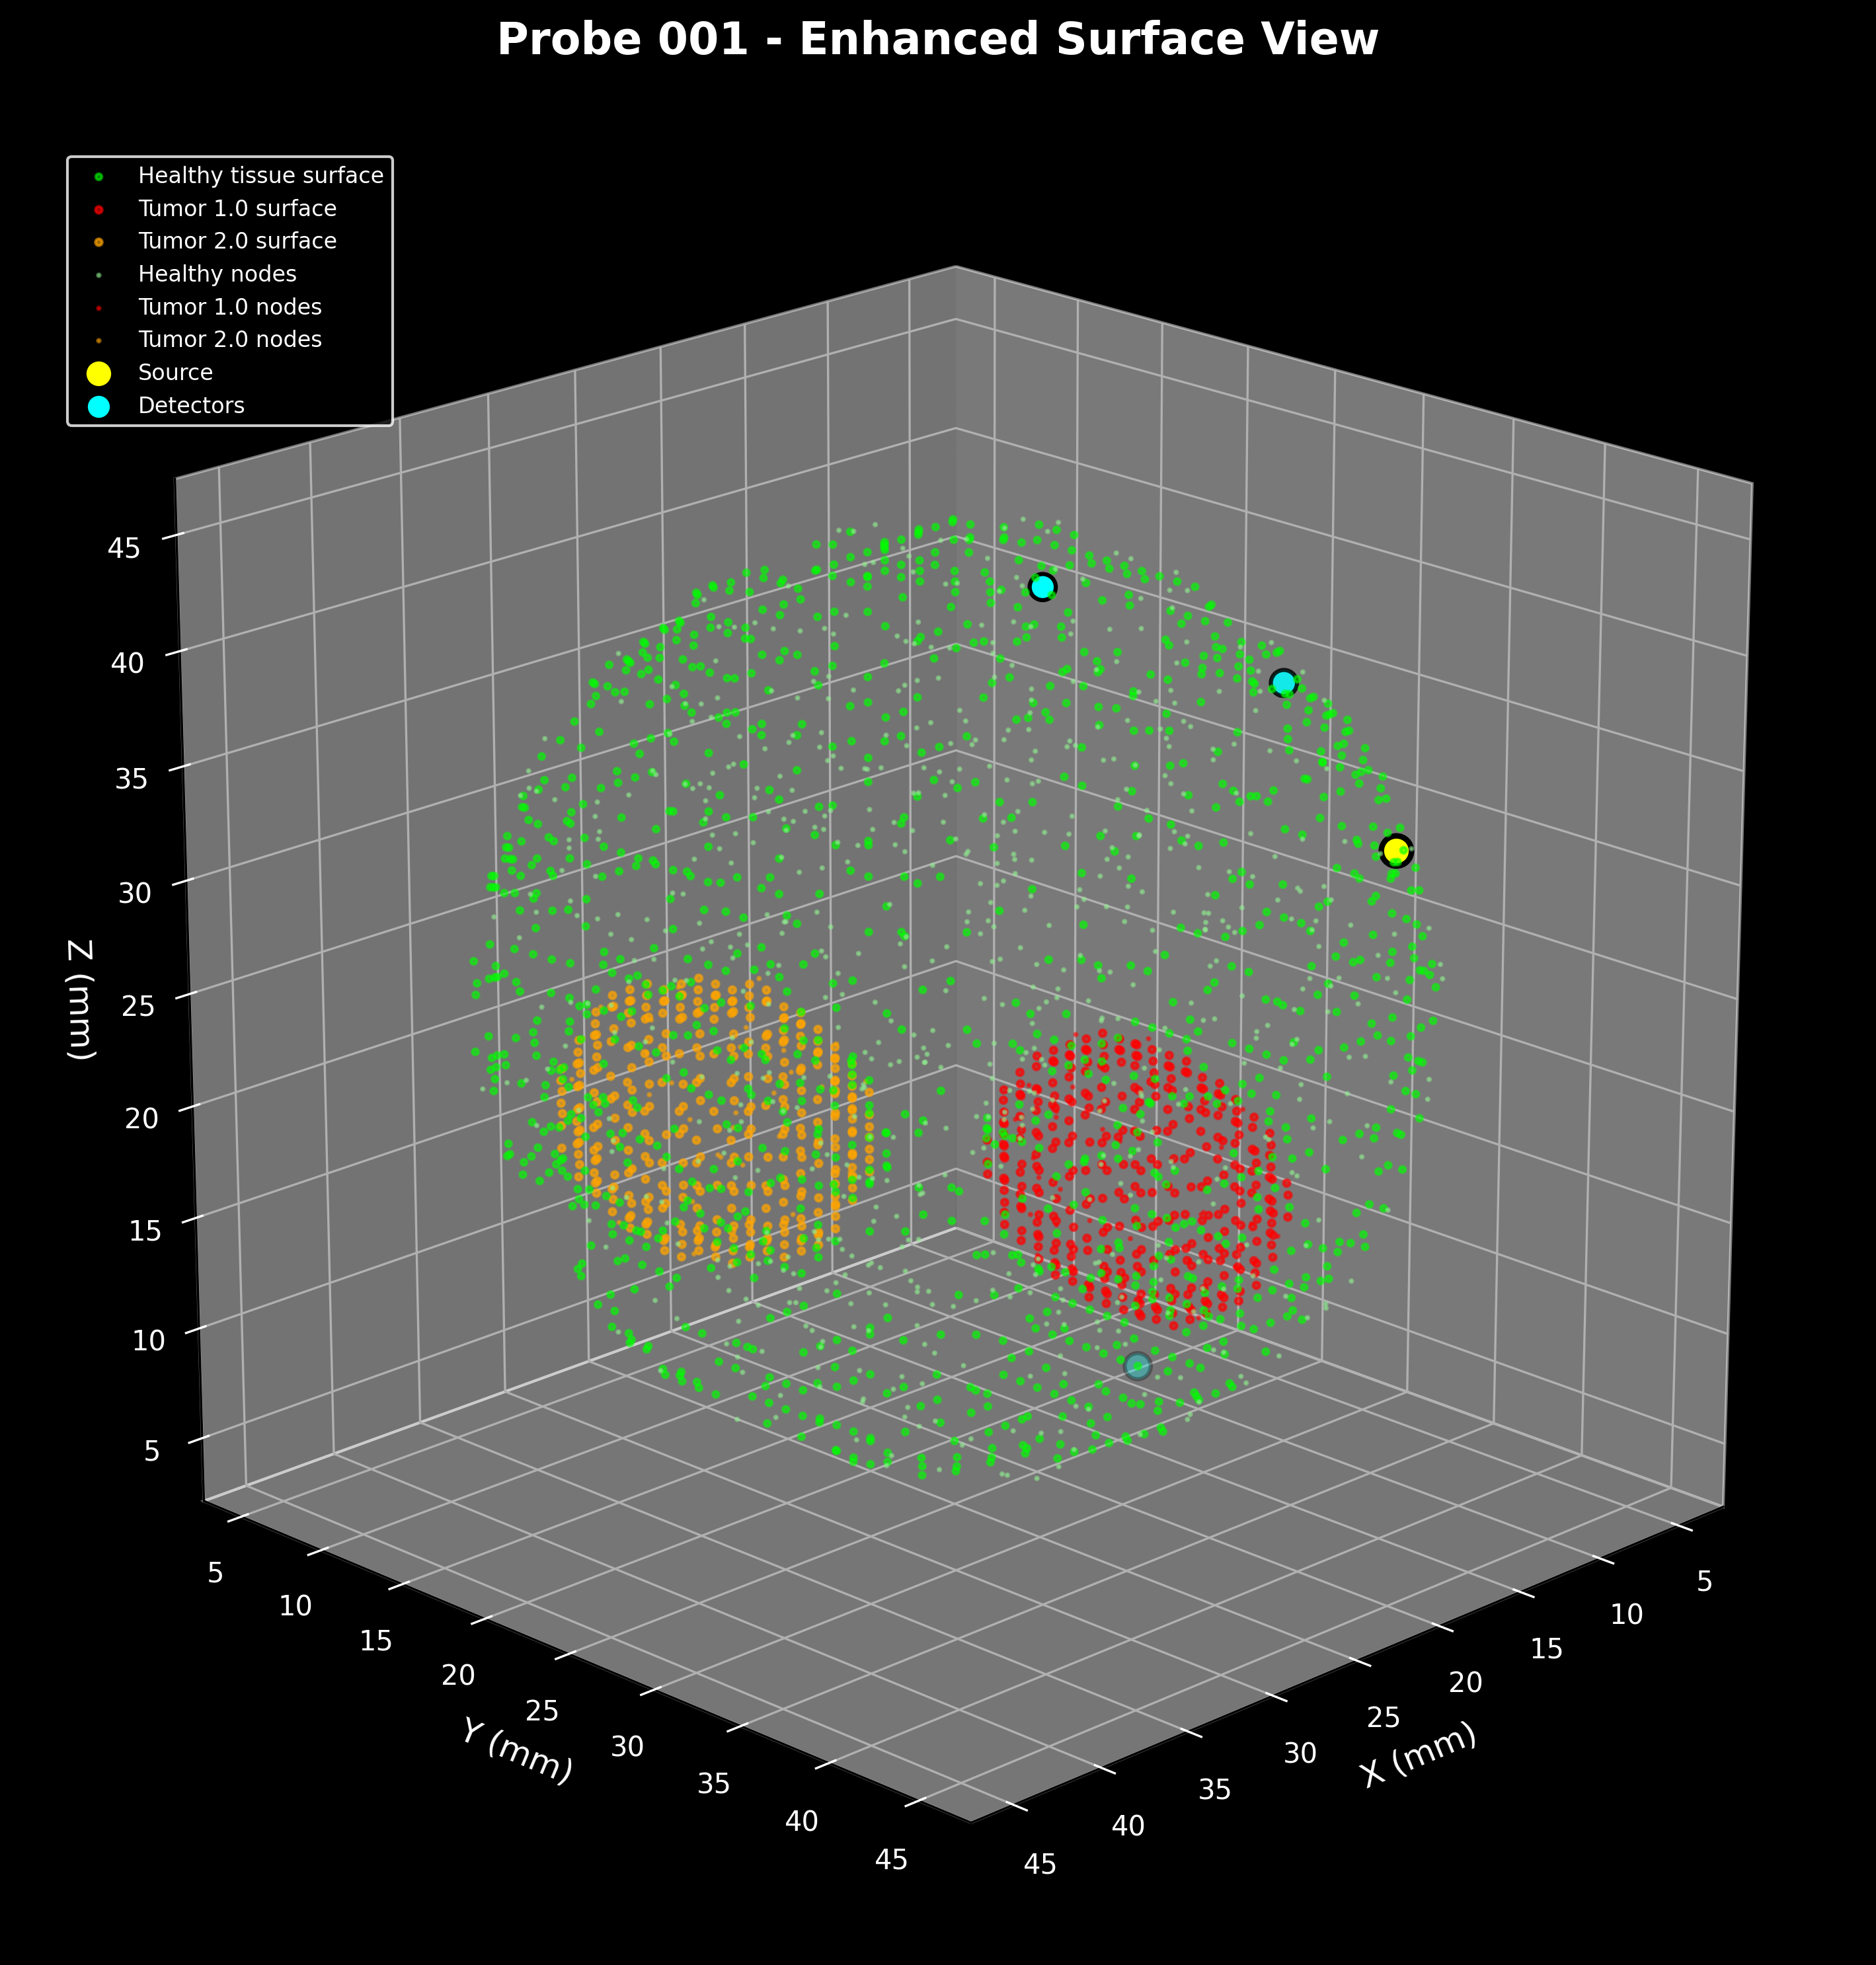 Probe 001 - Enhanced Surface View
Healthy tissue surface
Tumor 1.0 surface
Tumor 2.0 surface
Healthy nodes
Tumor 1.0 nodes
Tumor 2.0 nodes
Source
Detectors
45
40
35
30
25
20
15
10
5
Z (mm)
5
10
15
20
25
30
35
40
45
Y (mm)
5
10
15
20
25
30
35
40
45
X (mm)